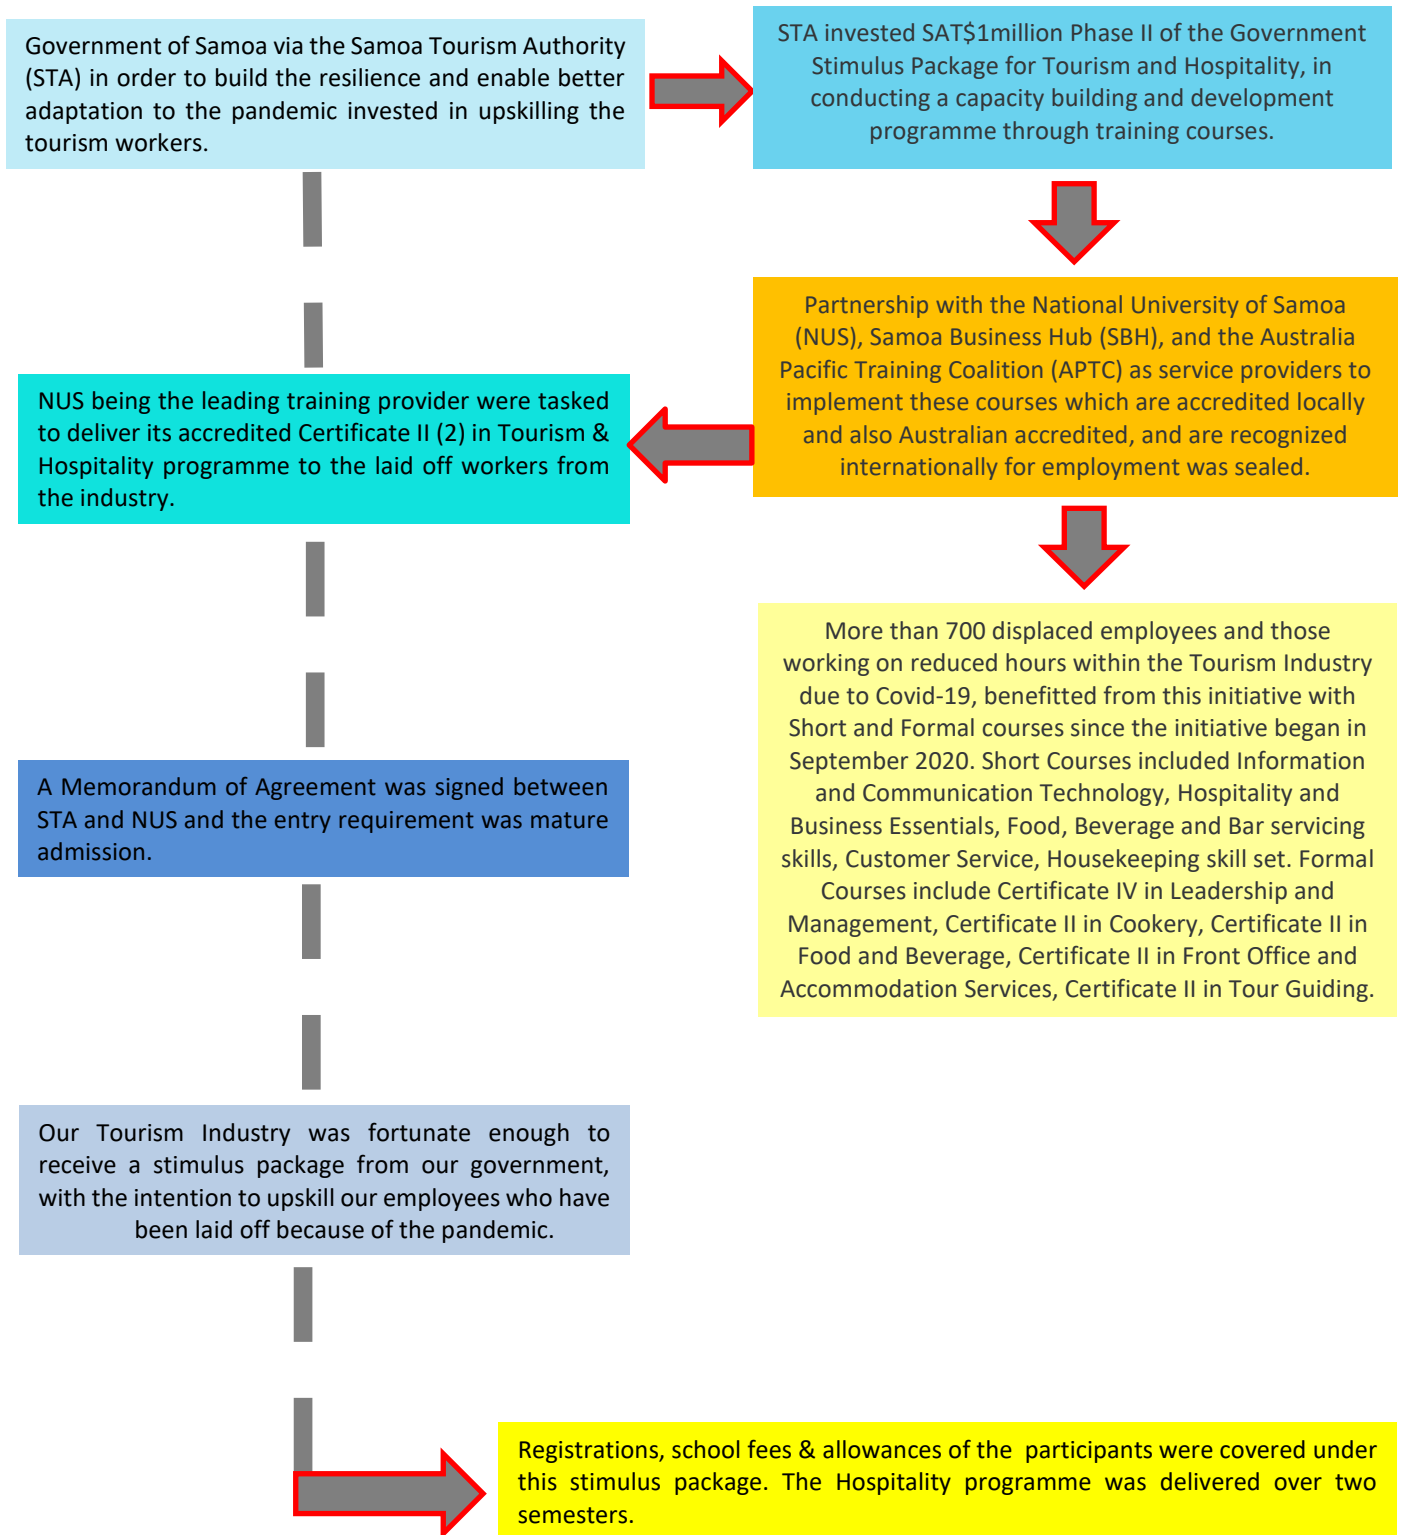 Government of Samoa via the Samoa Tourism Authority
(STA) in order to build the resilience and enable better
adaptation to the pandemic invested in upskilling the
tourism workers.
STA invested SAT$1million Phase II of the Government
Stimulus Package for Tourism and Hospitality, in
conducting a capacity building and development
programme through training courses.
Partnership with the National University of Samoa
(NUS), Samoa Business Hub (SBH), and the Australia
Pacific Training Coalition (APTC) as service providers to
implement these courses which are accredited locally
and also Australian accredited, and are recognized
internationally for employment was sealed.
NUS being the leading training provider were tasked
to deliver its accredited Certificate II (2) in Tourism &
Hospitality programme to the laid off workers from
the industry.
More than 700 displaced employees and those
working on reduced hours within the Tourism Industry
due to Covid-19, benefitted from this initiative with
Short and Formal courses since the initiative began in
September 2020. Short Courses included Information
and Communication Technology, Hospitality and
Business Essentials, Food, Beverage and Bar servicing
skills, Customer Service, Housekeeping skill set. Formal
Courses include Certificate IV in Leadership and
Management, Certificate II in Cookery, Certificate II in
Food and Beverage, Certificate II in Front Office and
Accommodation Services, Certificate II in Tour Guiding.
A Memorandum of Agreement was signed between
STA and NUS and the entry requirement was mature
admission.
Our Tourism Industry was fortunate enough to
receive a stimulus package from our government,
with the intention to upskill our employees who have
been laid off because of the pandemic.
Registrations, school fees & allowances of the participants were covered under
this stimulus package. The Hospitality programme was delivered over two
semesters.